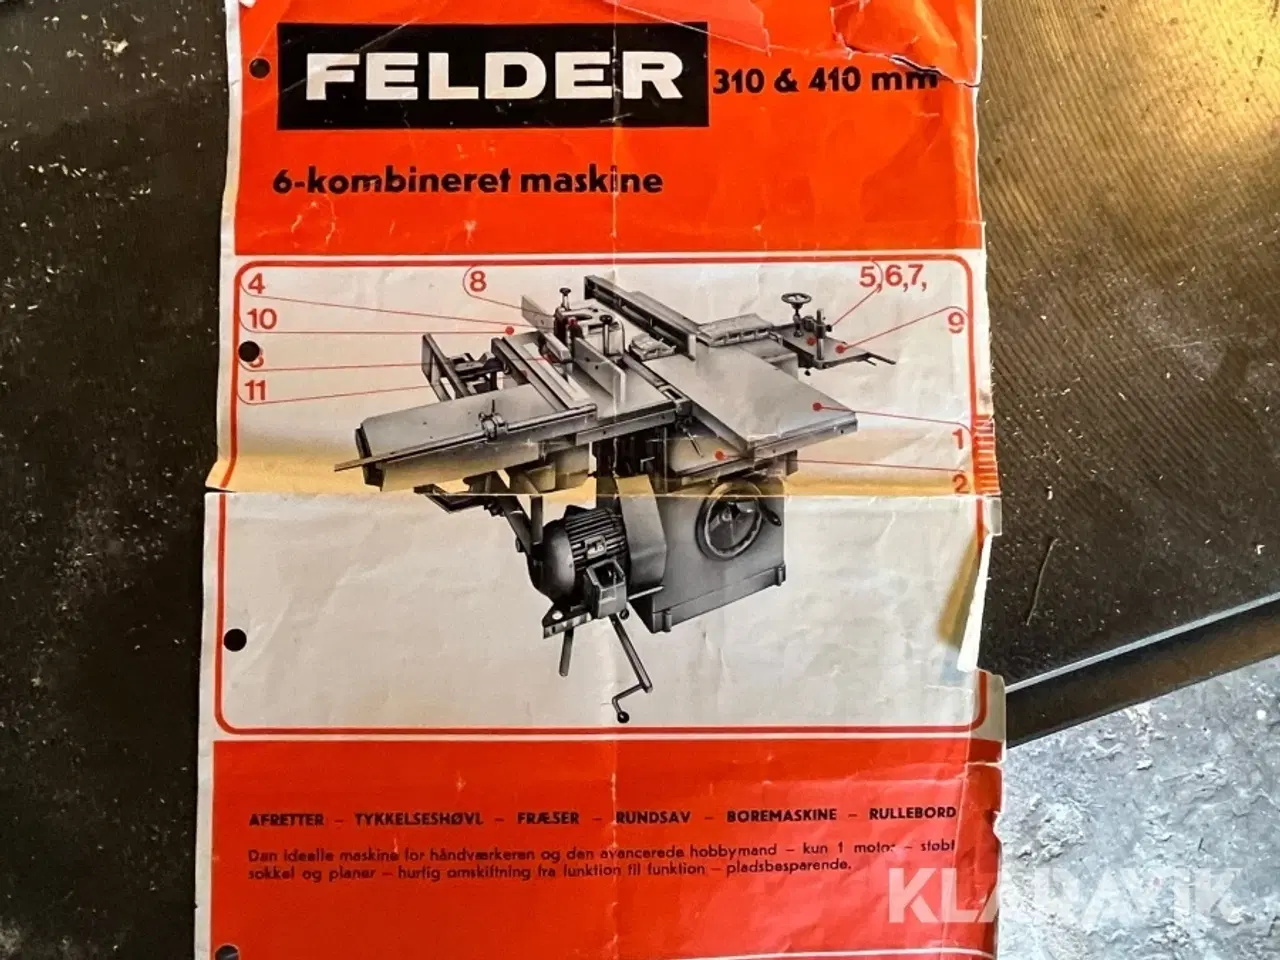 FELDER 310 & 410 mm
6-kombineret maskine
4 8 5,6,7,
10 9
3
11
1
2
AFRETTER – TYKKELSESHØVL – FRÆSER – RUNDSAV – BOREMASKINE – RULLEBORD
Den ideelle maskine for håndværkeren og den avancerede hobbymand – kun 1 motor – støbt
sokkel og planer – hurtig omskiftning fra funktion til funktion – pladsbesparende.
KLARAVIK